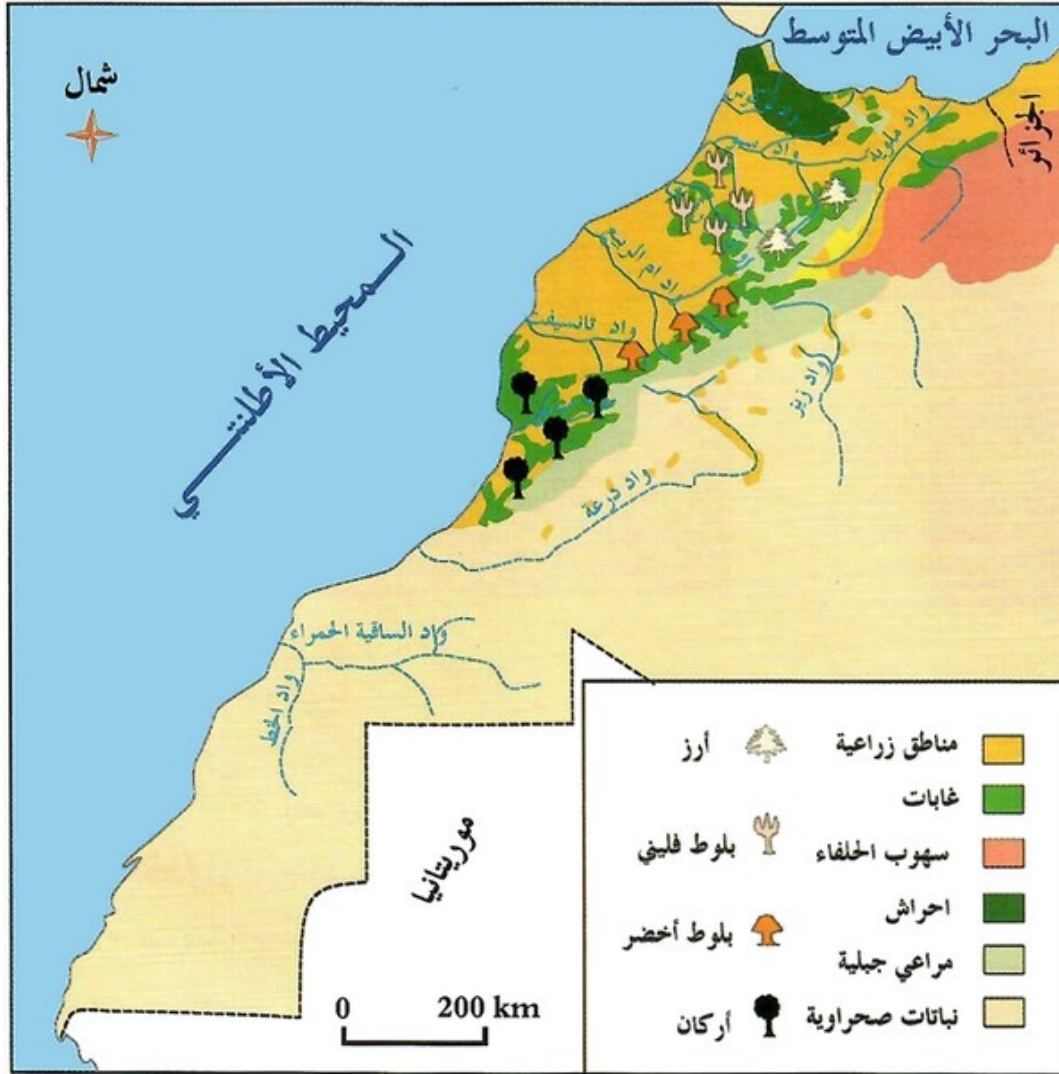 البحر الأبيض المتوسط
شمال
الجزائر
واد ملوية
المحيط الأطلنتي
واد ام الربيع
واد تانسيفت
واد زيز
واد درعة
واد الساقية الحمراء
واد الخط
موريتانيا
0 200 km
مناطق زراعية
غابات
سهوب الحلفاء
احراش
مراعي جبلية
نباتات صحراوية
أرز
بلوط فليني
بلوط أخضر
أركان